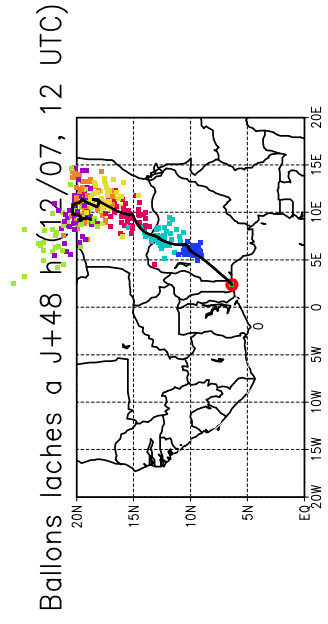 Ballons laches a J+48 h (12/07, 12 UTC)
20N
15N
10N
5N
EQ
20W
15W
10W
5W
0
5E
10E
15E
20E
0